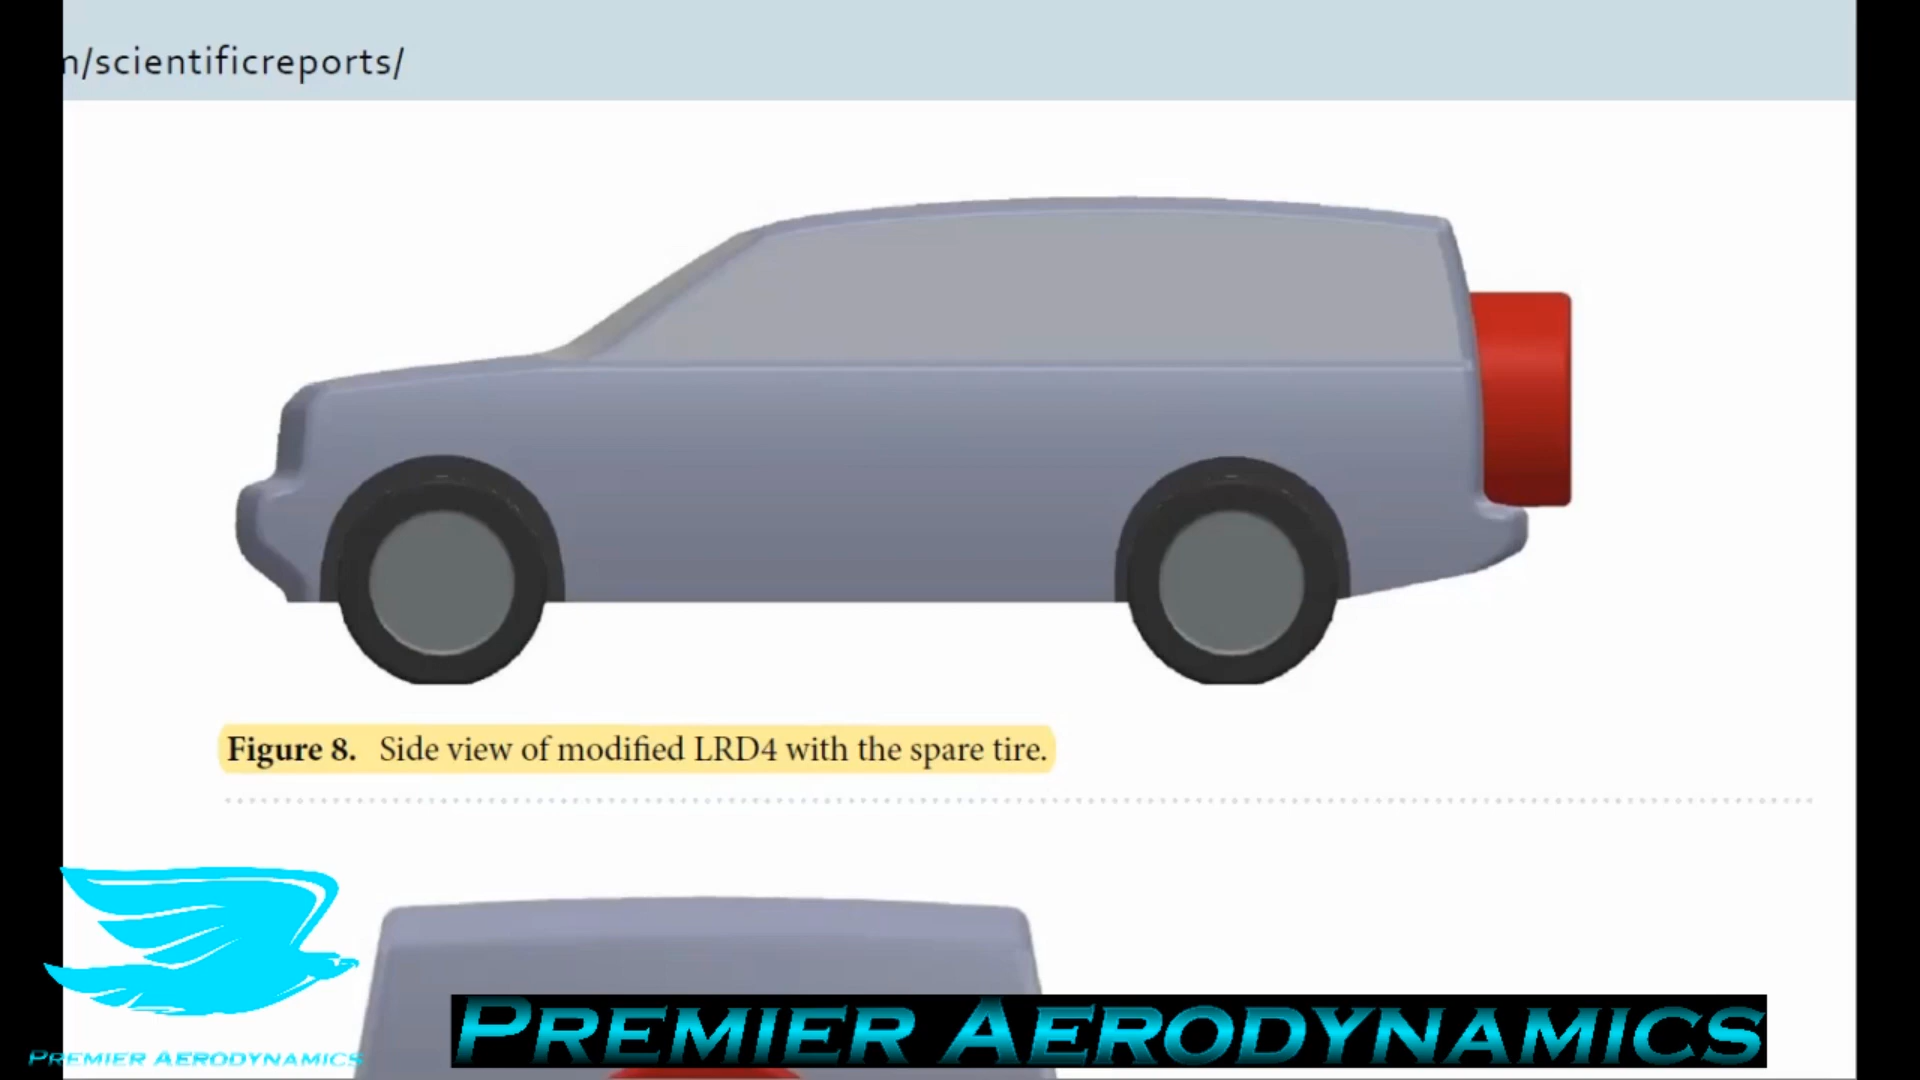 m/scientificreports/
Figure 8. Side view of modified LRD4 with the spare tire.
PREMIER AERODYNAMICS
PREMIER AERODYNAMICS